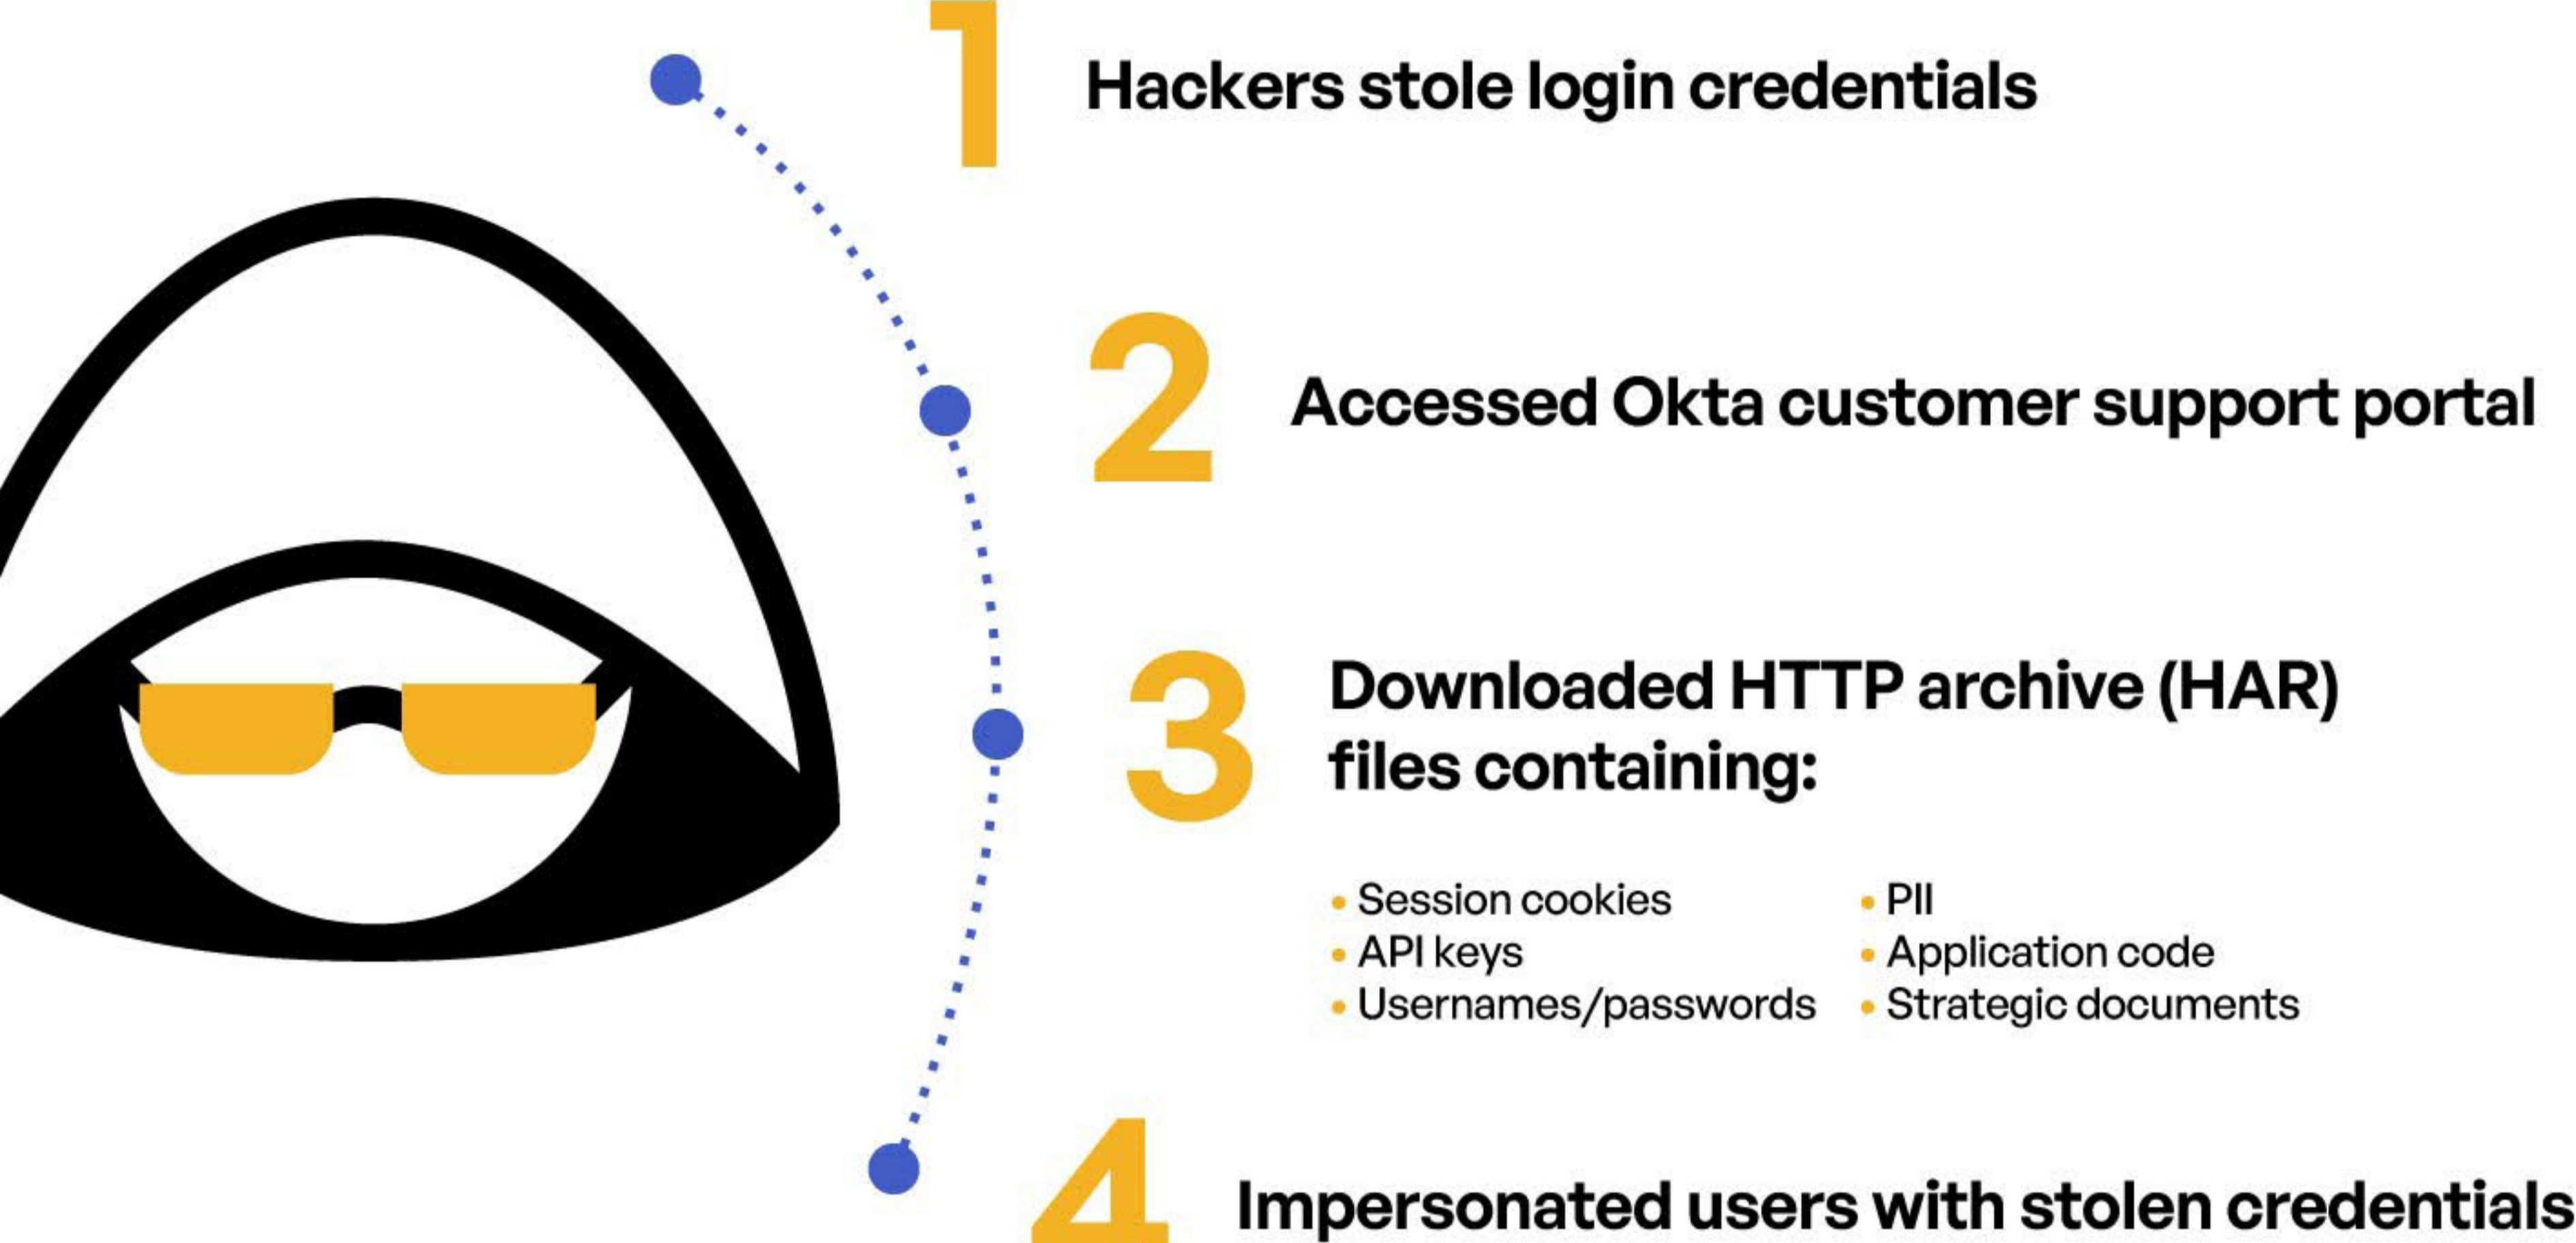 1
Hackers stole login credentials
2
Accessed Okta customer support portal
3
Downloaded HTTP archive (HAR)
files containing:
• Session cookies
• API keys
• Usernames/passwords
• PII
• Application code
• Strategic documents
4
Impersonated users with stolen credentials